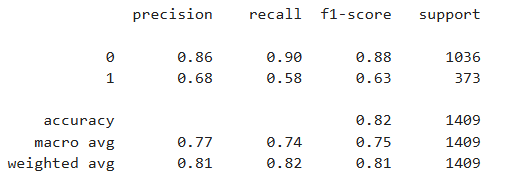 precision recall f1-score support
0 0.86 0.90 0.88 1036
1 0.68 0.58 0.63 373
accuracy 0.82 1409
macro avg 0.77 0.74 0.75 1409
weighted avg 0.81 0.82 0.81 1409